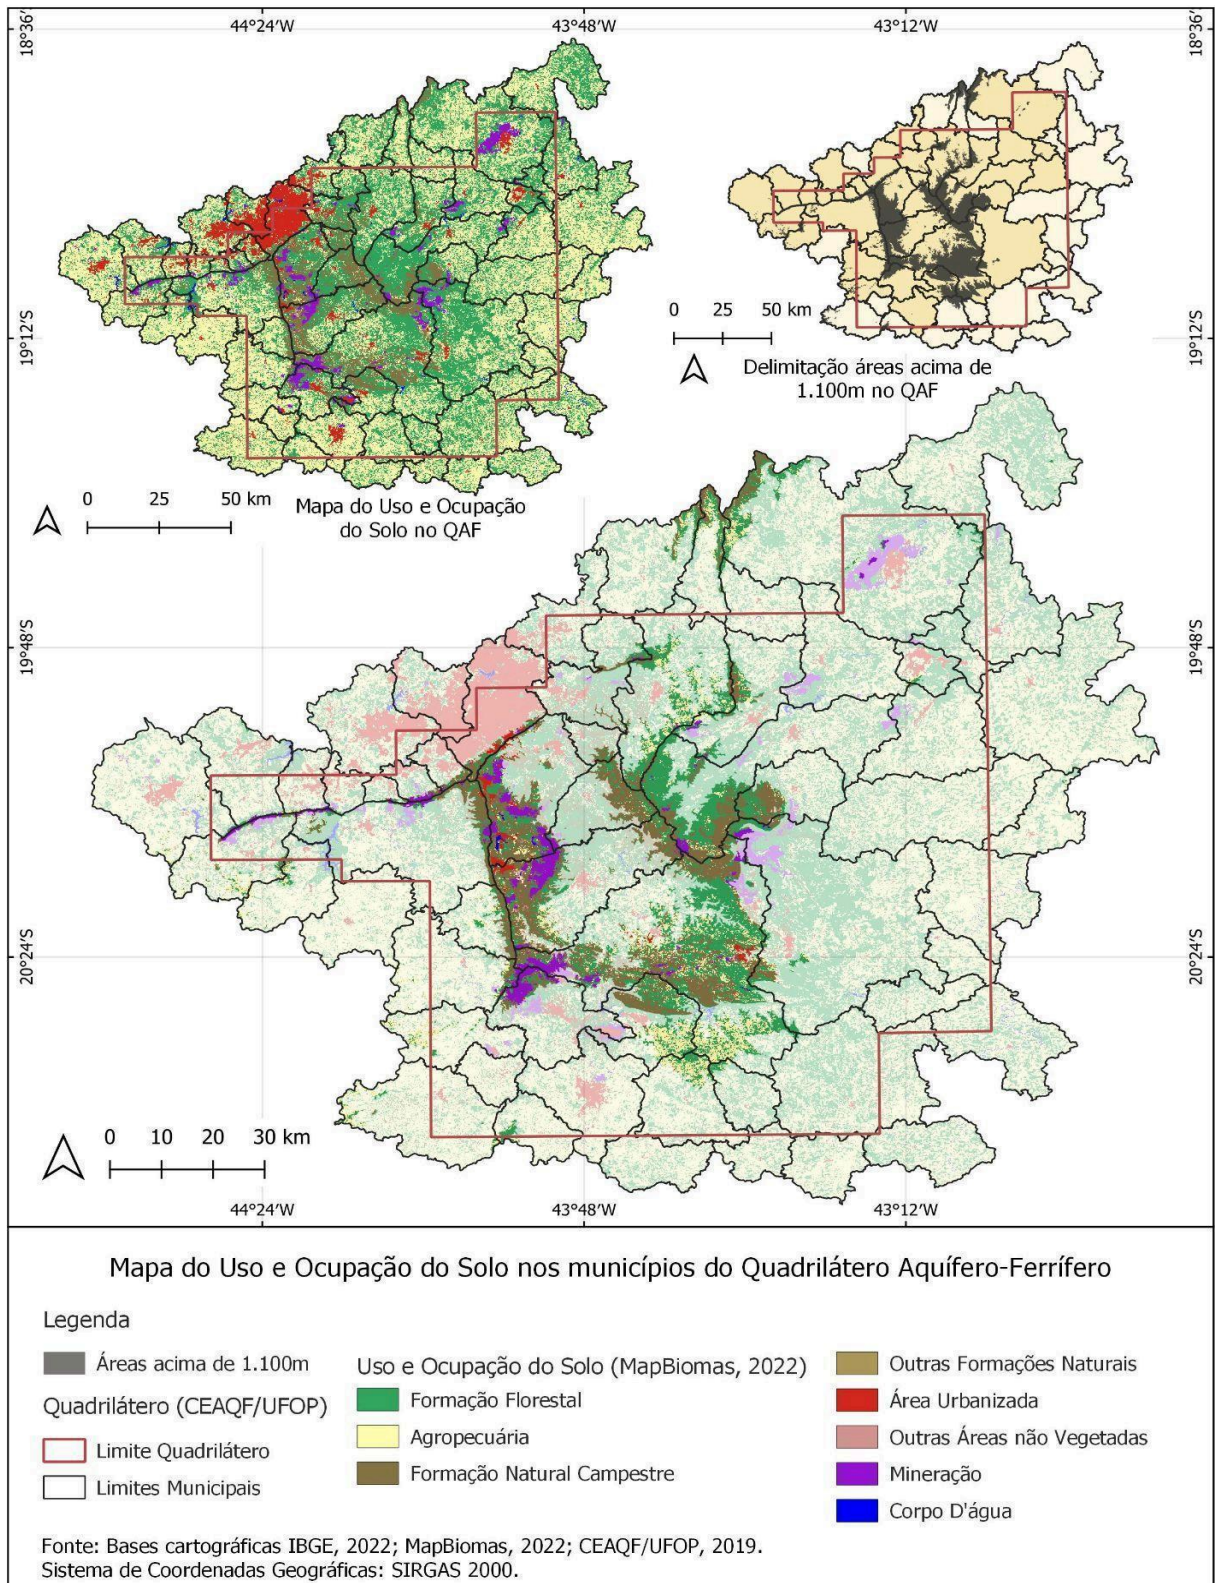 44°24'W 43°48'W 43°12'W
18°36'S
18°36'S
19°12'S
19°12'S
0 25 50 km
Mapa do Uso e Ocupação
do Solo no QAF
0 25 50 km
Delimitação áreas acima de
1.100m no QAF
19°48'S
19°48'S
20°24'S
20°24'S
0 10 20 30 km
44°24'W 43°48'W 43°12'W
Mapa do Uso e Ocupação do Solo nos municípios do Quadrilátero Aquífero-Ferrífero
Legenda
Áreas acima de 1.100m
Quadrilátero (CEAQF/UFOP)
Limite Quadrilátero
Limites Municipais
Uso e Ocupação do Solo (MapBiomas, 2022)
Formação Florestal
Agropecuária
Formação Natural Campestre
Outras Formações Naturais
Área Urbanizada
Outras Áreas não Vegetadas
Mineração
Corpo D'água
Fonte: Bases cartográficas IBGE, 2022; MapBiomas, 2022; CEAQF/UFOP, 2019.
Sistema de Coordenadas Geográficas: SIRGAS 2000.